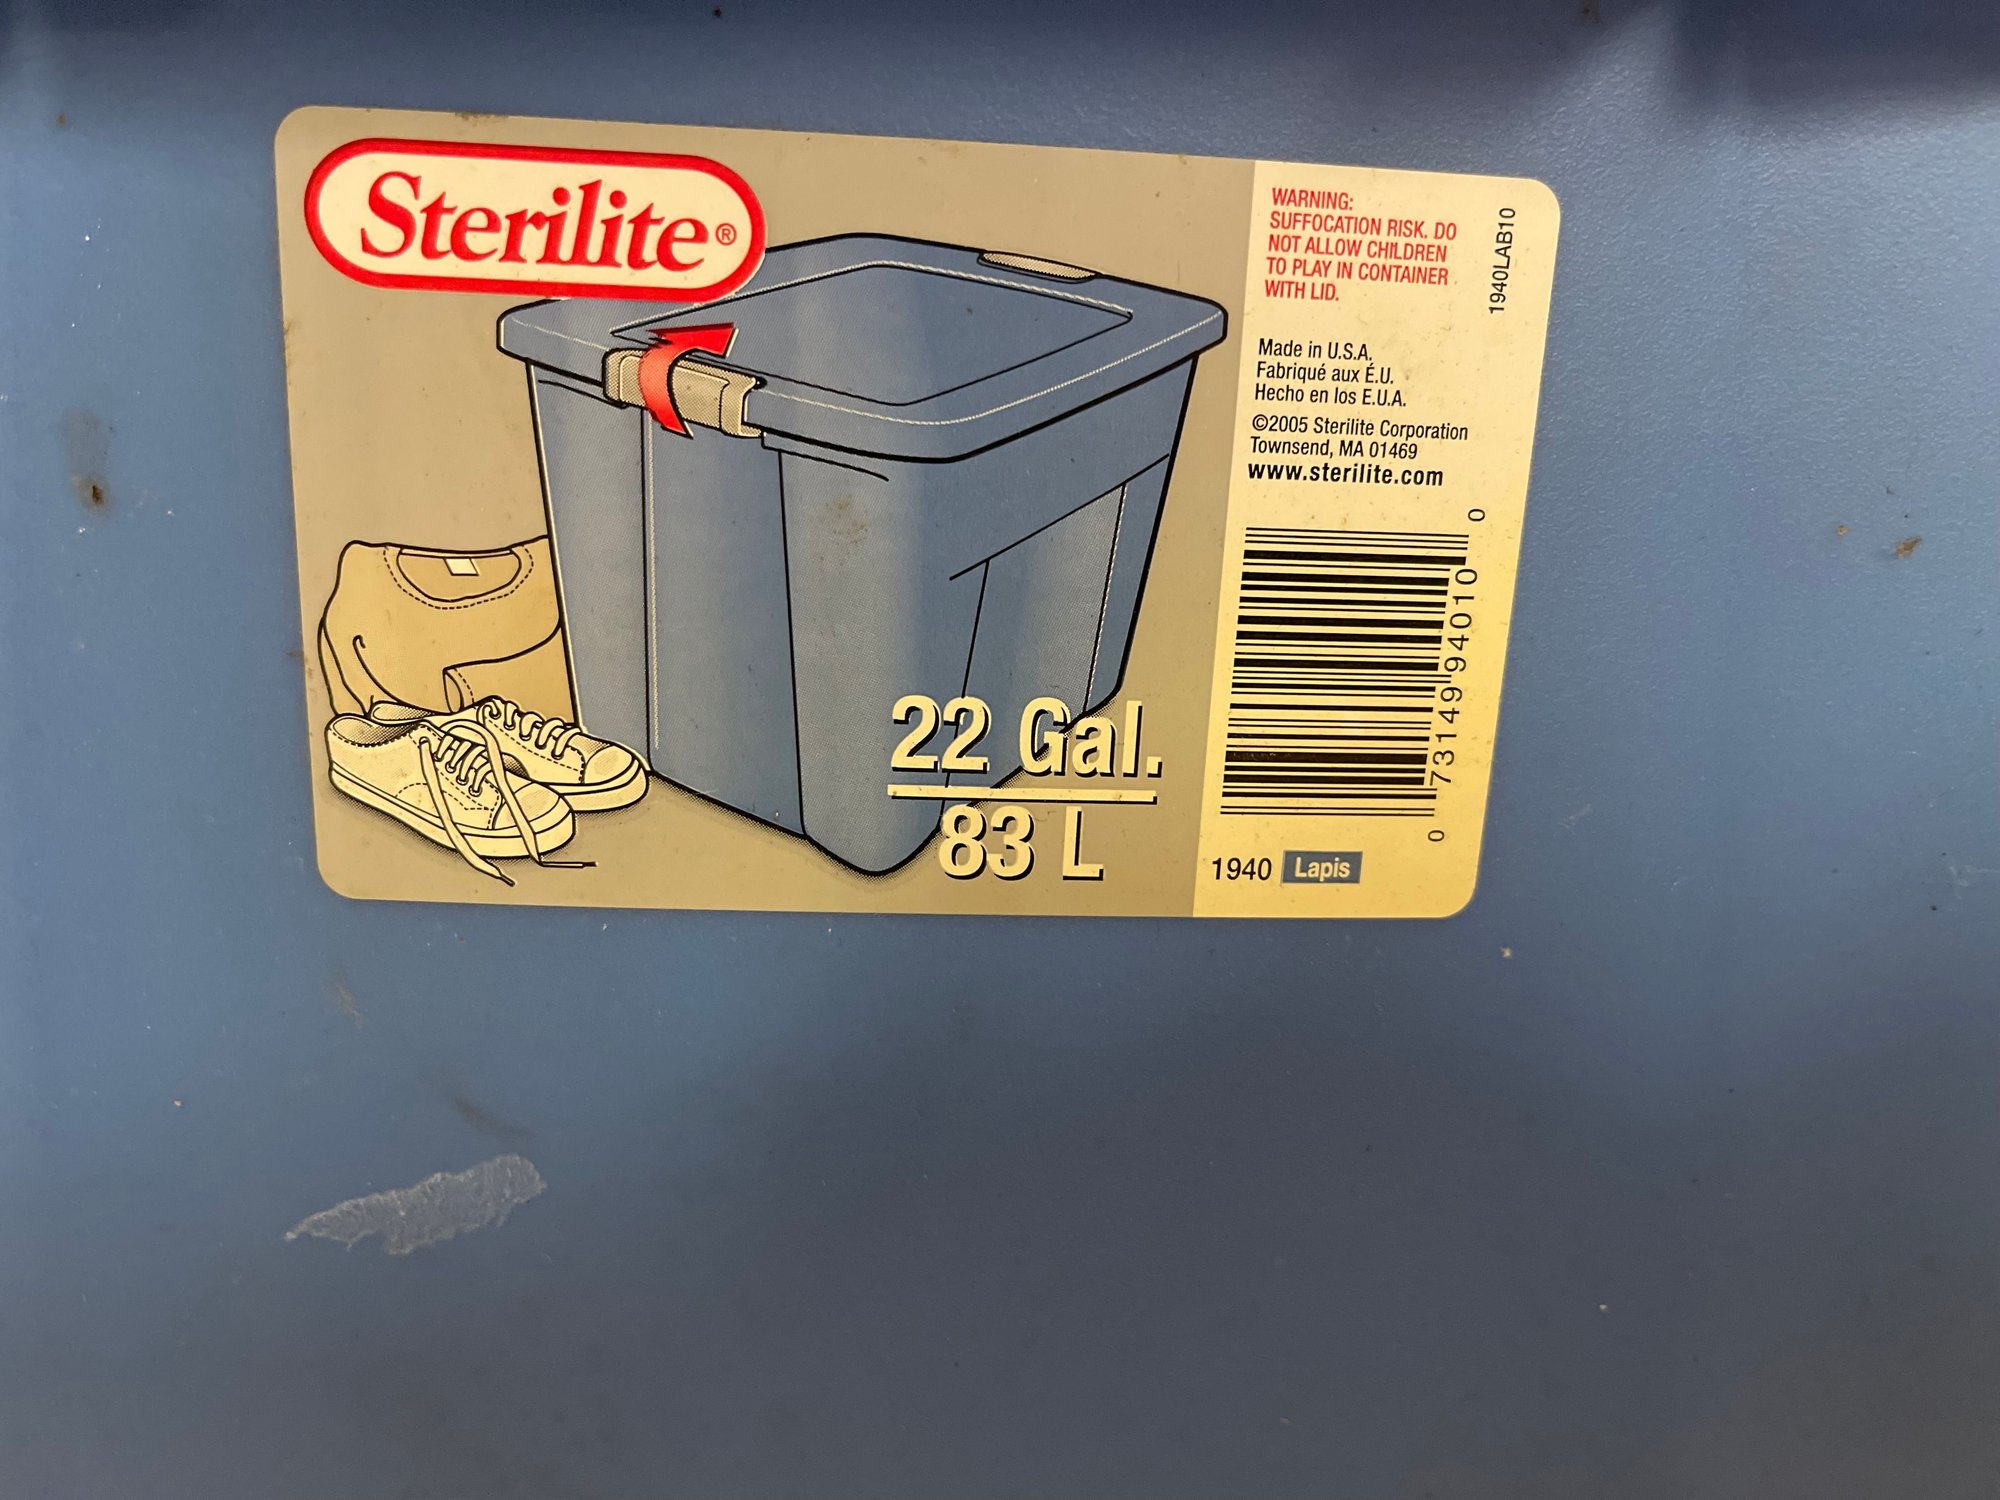 Sterilite®
22 Gal.
83 L
WARNING:
SUFFOCATION RISK. DO
NOT ALLOW CHILDREN
TO PLAY IN CONTAINER
WITH LID.
1940LAB10
Made in U.S.A.
Fabriqué aux É.U.
Hecho en los E.U.A.
©2005 Sterilite Corporation
Townsend, MA 01469
www.sterilite.com
0 73149 94010 0
1940 Lapis